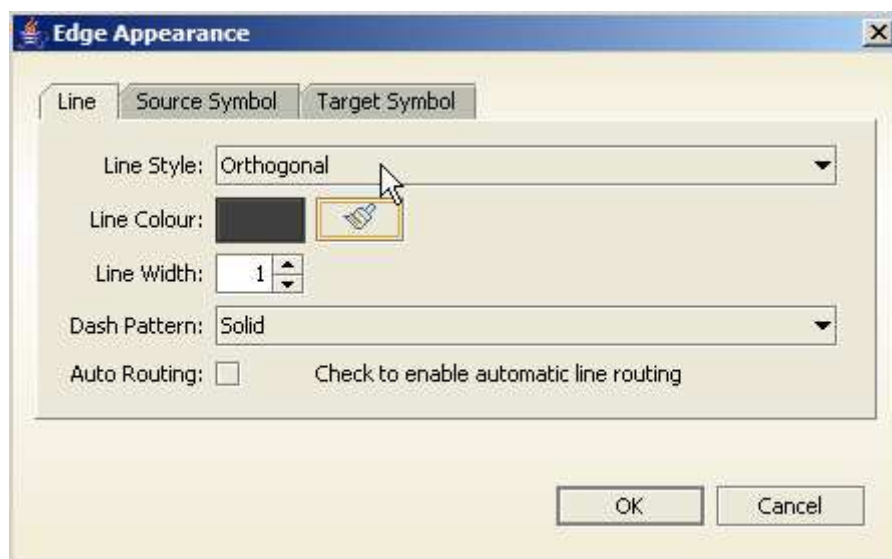 Edge Appearance
Line Source Symbol Target Symbol
Line Style: Orthogonal
Line Colour:
Line Width: 1
Dash Pattern: Solid
Auto Routing: Check to enable automatic line routing
OK Cancel